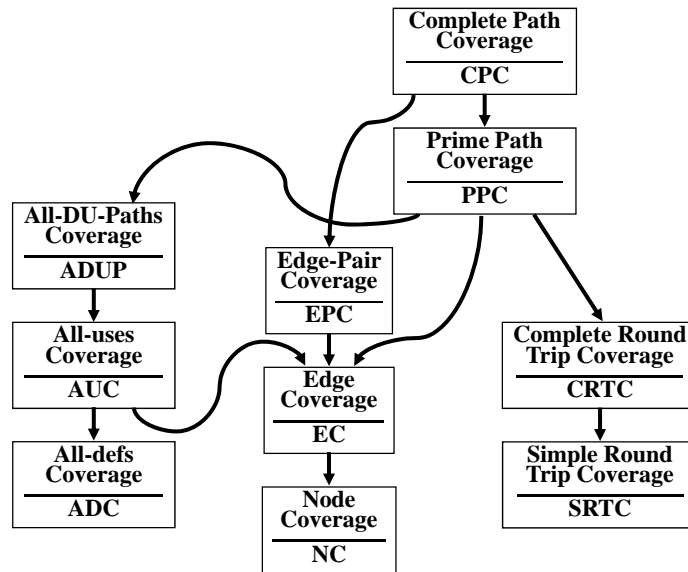 Complete Path
Coverage
CPC
Prime Path
Coverage
PPC
All-DU-Paths
Coverage
ADUP
Edge-Pair
Coverage
EPC
All-uses
Coverage
AUC
Complete Round
Trip Coverage
CRTC
Edge
Coverage
EC
All-defs
Coverage
ADC
Simple Round
Trip Coverage
SRTC
Node
Coverage
NC